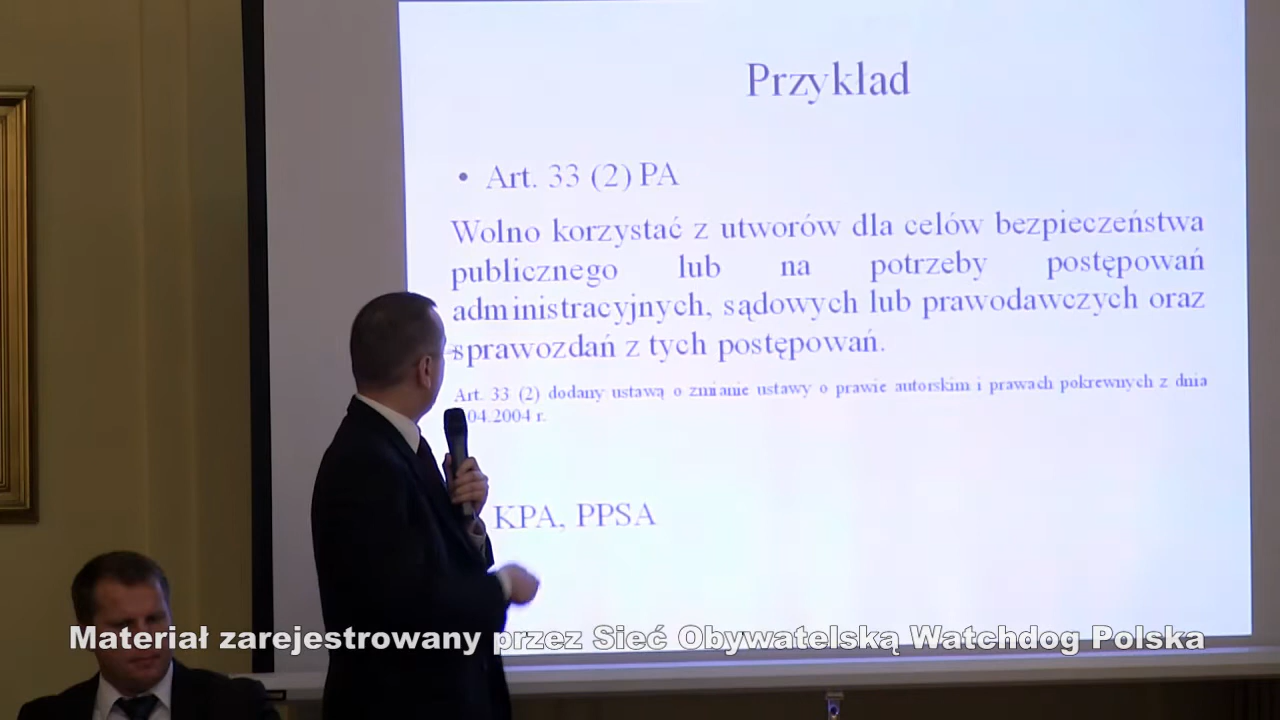 Przykład
• Art. 33 (2) PA
Wolno korzystać z utworów dla celów bezpieczeństwa
publicznego lub na potrzeby postępowań
administracyjnych, sądowych lub prawodawczych oraz
sprawozdań z tych postępowań.
Art. 33 (2) dodany ustawą o zmianie ustawy o prawie autorskim i prawach pokrewnych z dnia
.04.2004 r.
KPA, PPSA
Materiał zarejestrowany przez Sieć Obywatelską Watchdog Polska